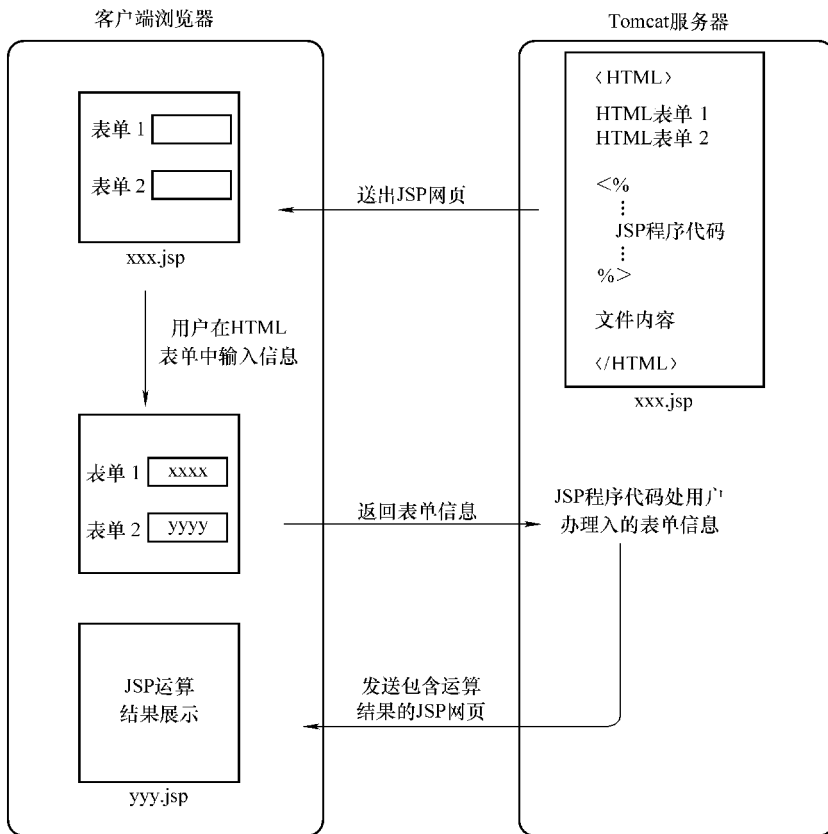 客户端浏览器
Tomcat服务器
表单 1
表单 2
xxx.jsp
用户在HTML
表单中输入信息
送出JSP网页
〈HTML〉
HTML表单 1
HTML表单 2
<%
⋮
JSP程序代码
⋮
%>
文件内容
〈/HTML〉
xxx.jsp
表单 1
xxxx
表单 2
yyyy
返回表单信息
JSP程序代码处用户
办理入的表单信息
JSP运算
结果展示
yyy.jsp
发送包含运算
结果的JSP网页